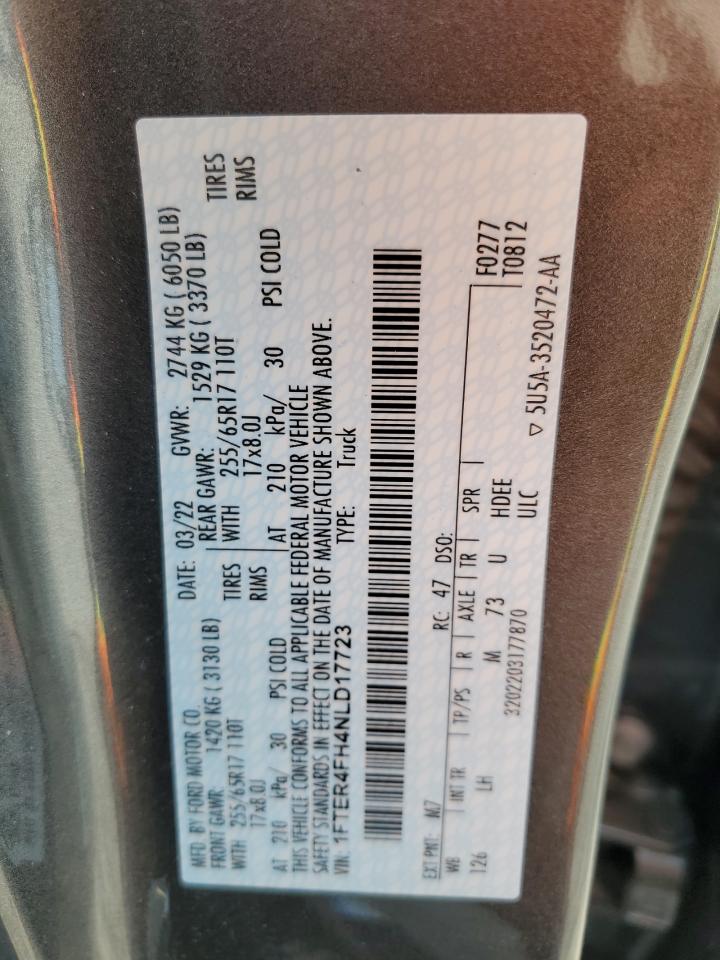 MFD. BY FORD MOTOR CO. DATE: 03/22 GVWR: 2744 KG ( 6050 LB)
FRONT GAWR: 1420 KG ( 3130 LB) REAR GAWR: 1529 KG ( 3370 LB)
WITH 255/65R17 110T TIRES WITH 255/65R17 110T TIRES
17x8.0J RIMS 17x8.0J RIMS
AT 210 kPa/ 30 PSI COLD AT 210 kPa/ 30 PSI COLD
THIS VEHICLE CONFORMS TO ALL APPLICABLE FEDERAL MOTOR VEHICLE
SAFETY STANDARDS IN EFFECT ON THE DATE OF MANUFACTURE SHOWN ABOVE.
VIN: 1FTER4FH4NLD17723 TYPE: Truck
EXT PNT: M7 RC: 47 DSO:
WB INT TR TP/PS R AXLE TR SPR F0277
126 LH M 73 U HDEE T0812
3202203177870 ULC
▽ 5U5A-3520472-AA